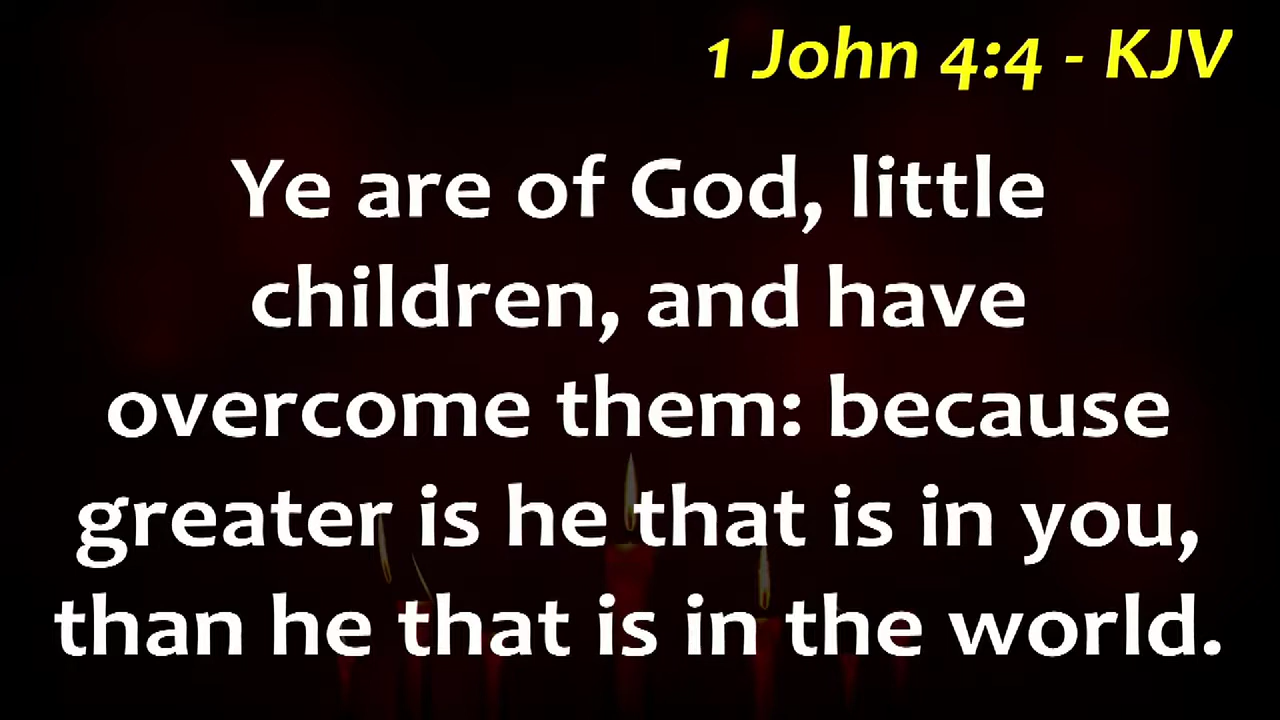 1 John 4:4 - KJV
Ye are of God, little
children, and have
overcome them: because
greater is he that is in you,
than he that is in the world.